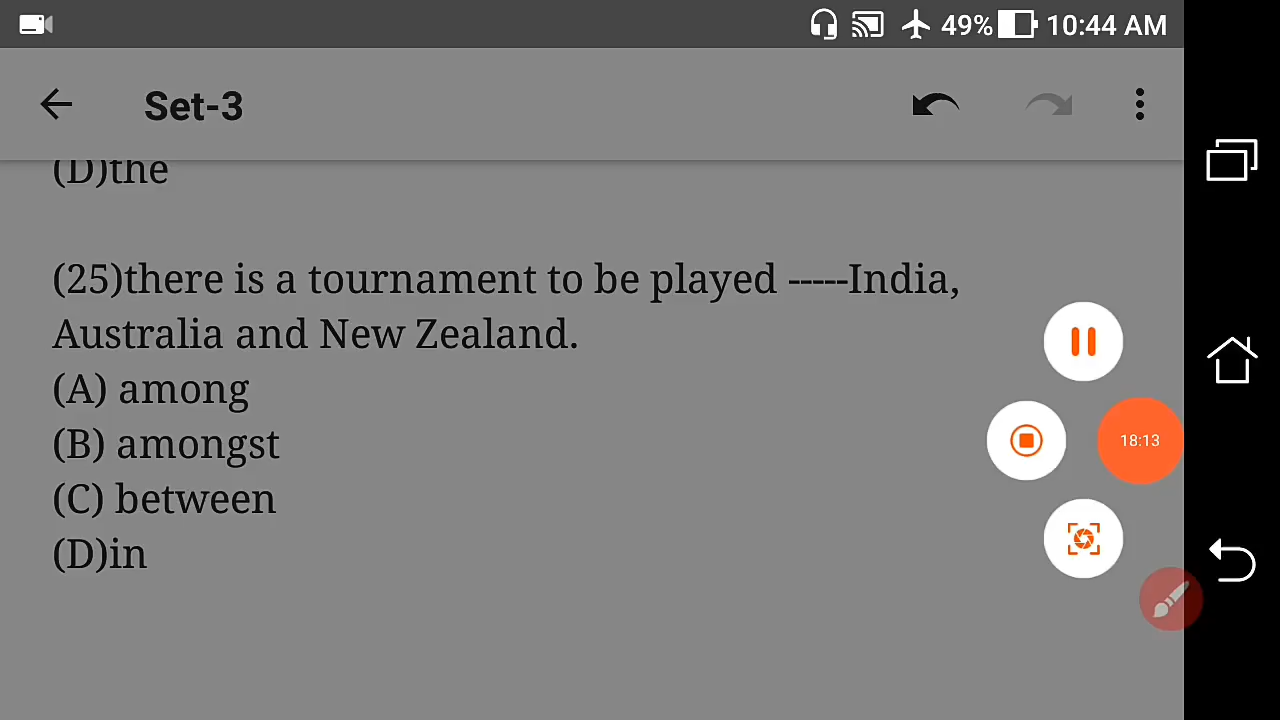 49% 10:44 AM
Set-3
(D)the
(25)there is a tournament to be played -----India,
Australia and New Zealand.
(A) among
(B) amongst
(C) between
(D)in
18:13